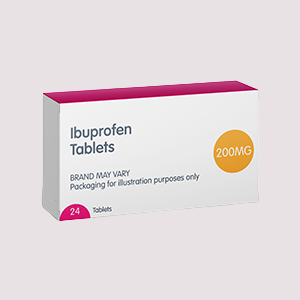 Ibuprofen
Tablets
200MG
BRAND MAY VARY
Packaging for illustration purposes only
24 Tablets